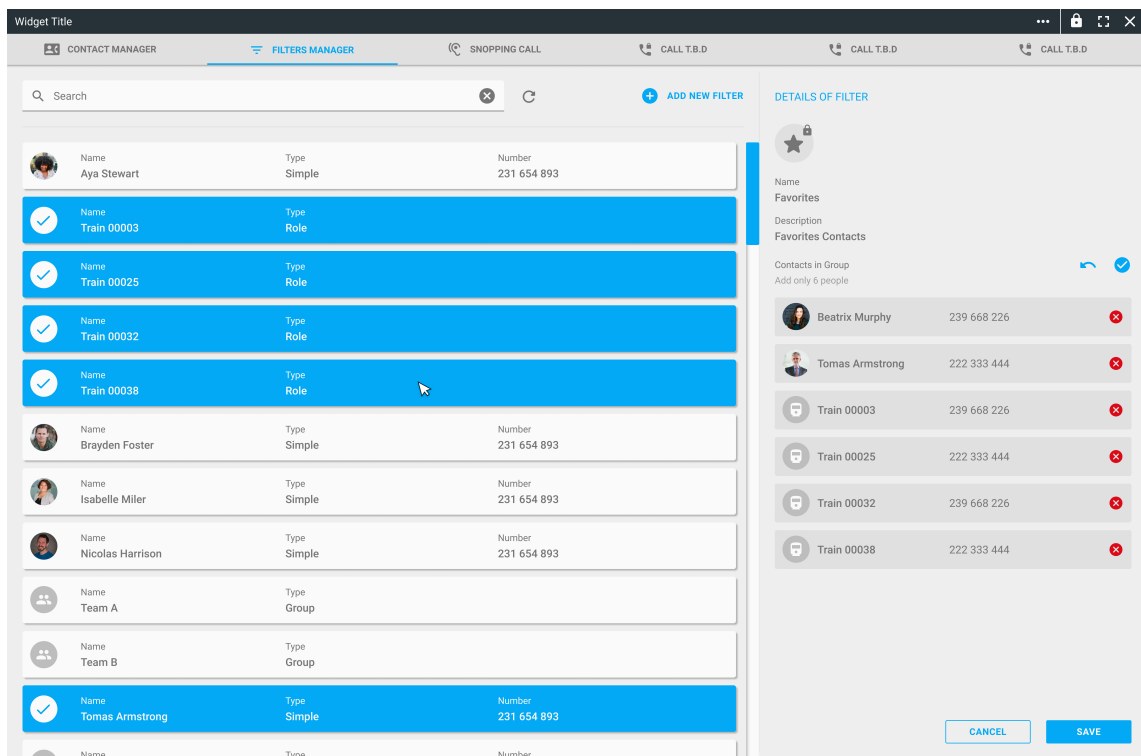 Widget Title
CONTACT MANAGER
FILTERS MANAGER
SNOPPING CALL
CALL T.B.D
CALL T.B.D
CALL T.B.D
Search
ADD NEW FILTER
Name Type Number
Aya Stewart Simple 231 654 893
Name Type
Train 00003 Role
Name Type
Train 00025 Role
Name Type
Train 00032 Role
Name Type
Train 00038 Role
Name Type Number
Brayden Foster Simple 231 654 893
Name Type Number
Isabelle Miler Simple 231 654 893
Name Type Number
Nicolas Harrison Simple 231 654 893
Name Type
Team A Group
Name Type
Team B Group
Name Type Number
Tomas Armstrong Simple 231 654 893
Name Type Number
DETAILS OF FILTER
Name
Favorites
Description
Favorites Contacts
Contacts in Group
Add only 6 people
Beatrix Murphy 239 668 226
Tomas Armstrong 222 333 444
Train 00003 239 668 226
Train 00025 222 333 444
Train 00032 239 668 226
Train 00038 222 333 444
CANCEL SAVE